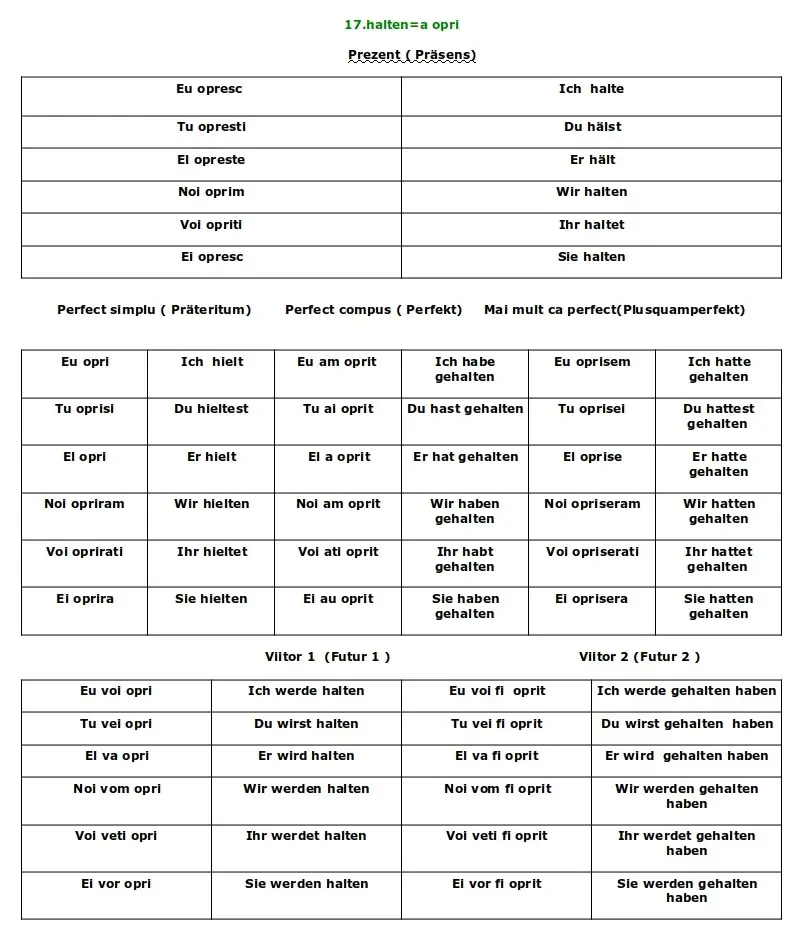 17.halten=a opri
Prezent ( Präsens)
Eu opresc Ich halte
Tu opresti Du hälst
El opreste Er hält
Noi oprim Wir halten
Voi opriti Ihr haltet
Ei opresc Sie halten
Perfect simplu ( Präteritum) Perfect compus ( Perfekt) Mai mult ca perfect(Plusquamperfekt)
Eu opri Ich hielt Eu am oprit Ich habe gehalten Eu oprisem Ich hatte gehalten
Tu oprisi Du hieltest Tu ai oprit Du hast gehalten Tu oprisei Du hattest gehalten
El opri Er hielt El a oprit Er hat gehalten El oprise Er hatte gehalten
Noi opriram Wir hielten Noi am oprit Wir haben gehalten Noi opriseram Wir hatten gehalten
Voi oprirati Ihr hieltet Voi ati oprit Ihr habt gehalten Voi opriserati Ihr hattet gehalten
Ei oprira Sie hielten Ei au oprit Sie haben gehalten Ei oprisera Sie hatten gehalten
Viitor 1 (Futur 1 ) Viitor 2 (Futur 2 )
Eu voi opri Ich werde halten Eu voi fi oprit Ich werde gehalten haben
Tu vei opri Du wirst halten Tu vei fi oprit Du wirst gehalten haben
El va opri Er wird halten El va fi oprit Er wird gehalten haben
Noi vom opri Wir werden halten Noi vom fi oprit Wir werden gehalten haben
Voi veti opri Ihr werdet halten Voi veti fi oprit Ihr werdet gehalten haben
Ei vor opri Sie werden halten Ei vor fi oprit Sie werden gehalten haben